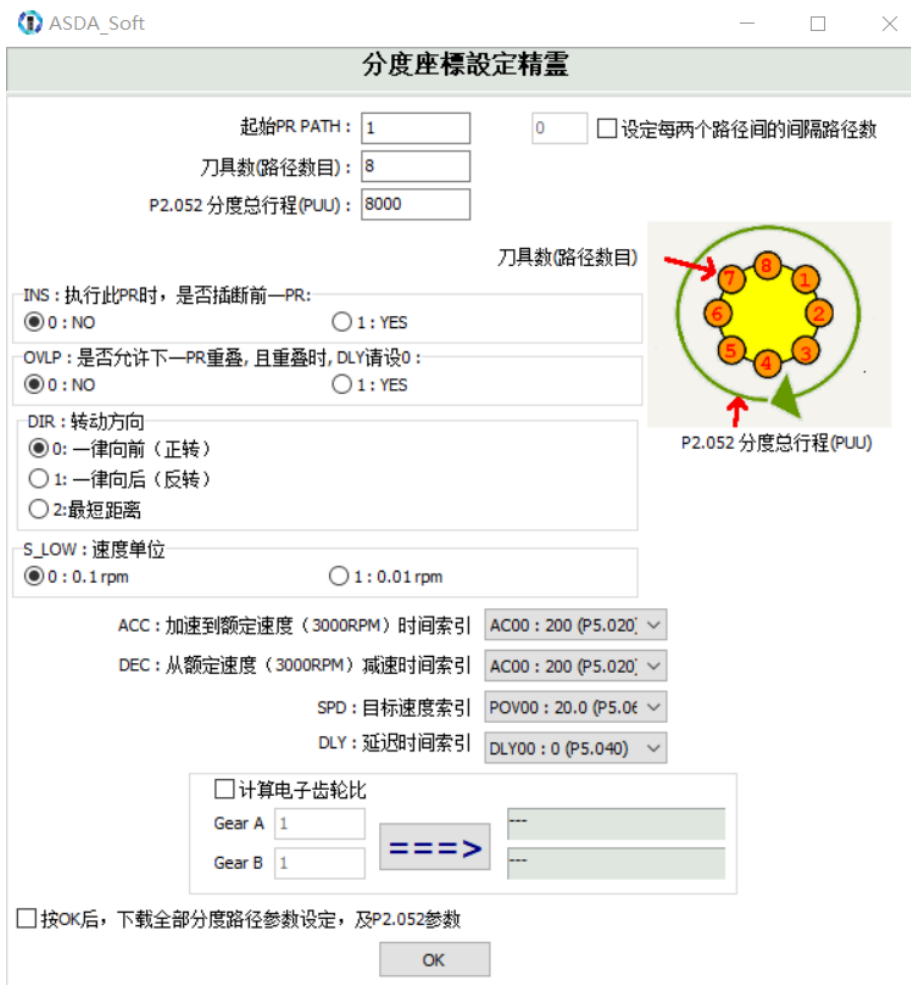 ASDA_Soft
分度座標設定精靈
起始PR PATH : 1
0 设定每两个路径间的间隔路径数
刀具数(路径数目) : 8
P2.052 分度总行程(PUU) : 8000
刀具数(路径数目)
8
7 1
6 2
5 3
4
P2.052 分度总行程(PUU)
INS : 执行此PR时，是否插断前一PR:
0 : NO 1 : YES
OVLP : 是否允许下一PR重叠, 且重叠时, DLY请设0 :
0 : NO 1 : YES
DIR : 转动方向
0: 一律向前（正转）
1: 一律向后（反转）
2:最短距离
S_LOW : 速度单位
0 : 0.1 rpm 1 : 0.01 rpm
ACC : 加速到额定速度（3000RPM）时间索引 AC00 : 200 (P5.020)
DEC : 从额定速度（3000RPM）减速时间索引 AC00 : 200 (P5.020)
SPD : 目标速度索引 POV00 : 20.0 (P5.06
DLY : 延迟时间索引 DLY00 : 0 (P5.040)
计算电子齿轮比
Gear A 1 ---
===>
Gear B 1 ---
按OK后，下载全部分度路径参数设定，及P2.052参数
OK